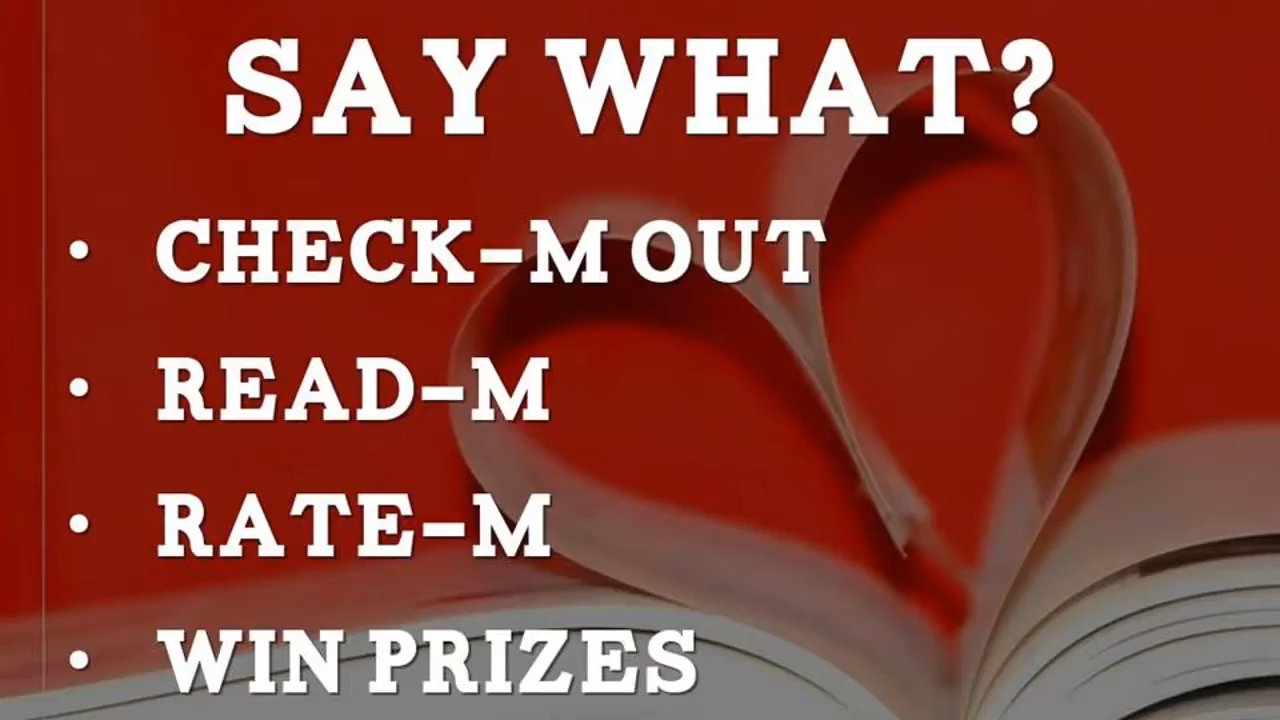 SAY WHAT?
• CHECK-M OUT
• READ-M
• RATE-M
• WIN PRIZES